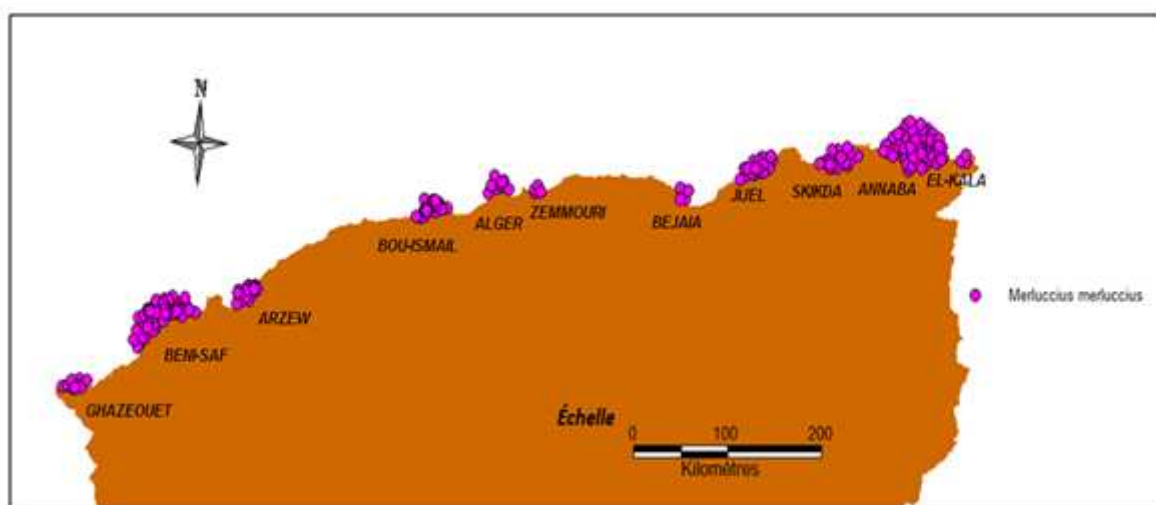 N
EL-KALA
ANNABA
SKIKDA
JIJEL
BEJAIA
ZEMMOURI
ALGER
BOU-ISMAIL
ARZEW
BENI-SAF
GHAZEOUET
Merluccius merluccius
Échelle
0 100 200
Kilomètres